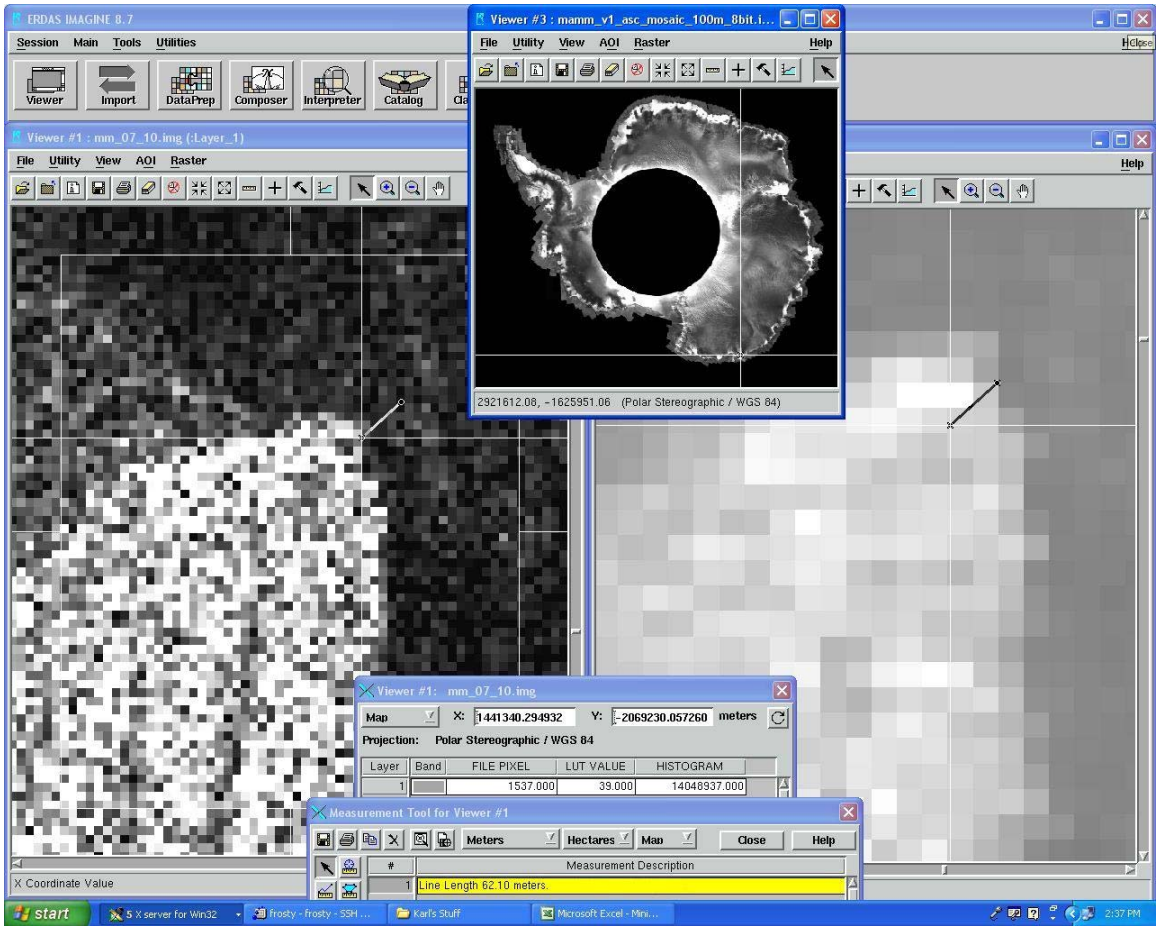 ERDAS IMAGINE 8.7
Session Main Tools Utilities
Close
Viewer Import DataPrep Composer Interpreter Catalog
Viewer #3 : mamm_v1_asc_mosaic_100m_8bit.i...
File Utility View AOI Raster Help
2921612.08, -1625951.06 (Polar Stereographic / WGS 84)
Viewer #1 : mm_07_10.img (:Layer_1)
File Utility View AOI Raster
Help
Viewer #1: mm_07_10.img
Map X: 1441340.294932 Y: -2069230.057260 meters
Projection: Polar Stereographic / WGS 84
Layer Band FILE PIXEL LUT VALUE HISTOGRAM
1 1537.000 39.000 14048937.000
Measurement Tool for Viewer #1
Meters Hectares Map Close Help
# Measurement Description
1 Line Length 62.10 meters.
X Coordinate Value
start 5 X server for Win32 frosty - frosty - SSH ... Karl's Stuff Microsoft Excel - Mini... 2:37 PM